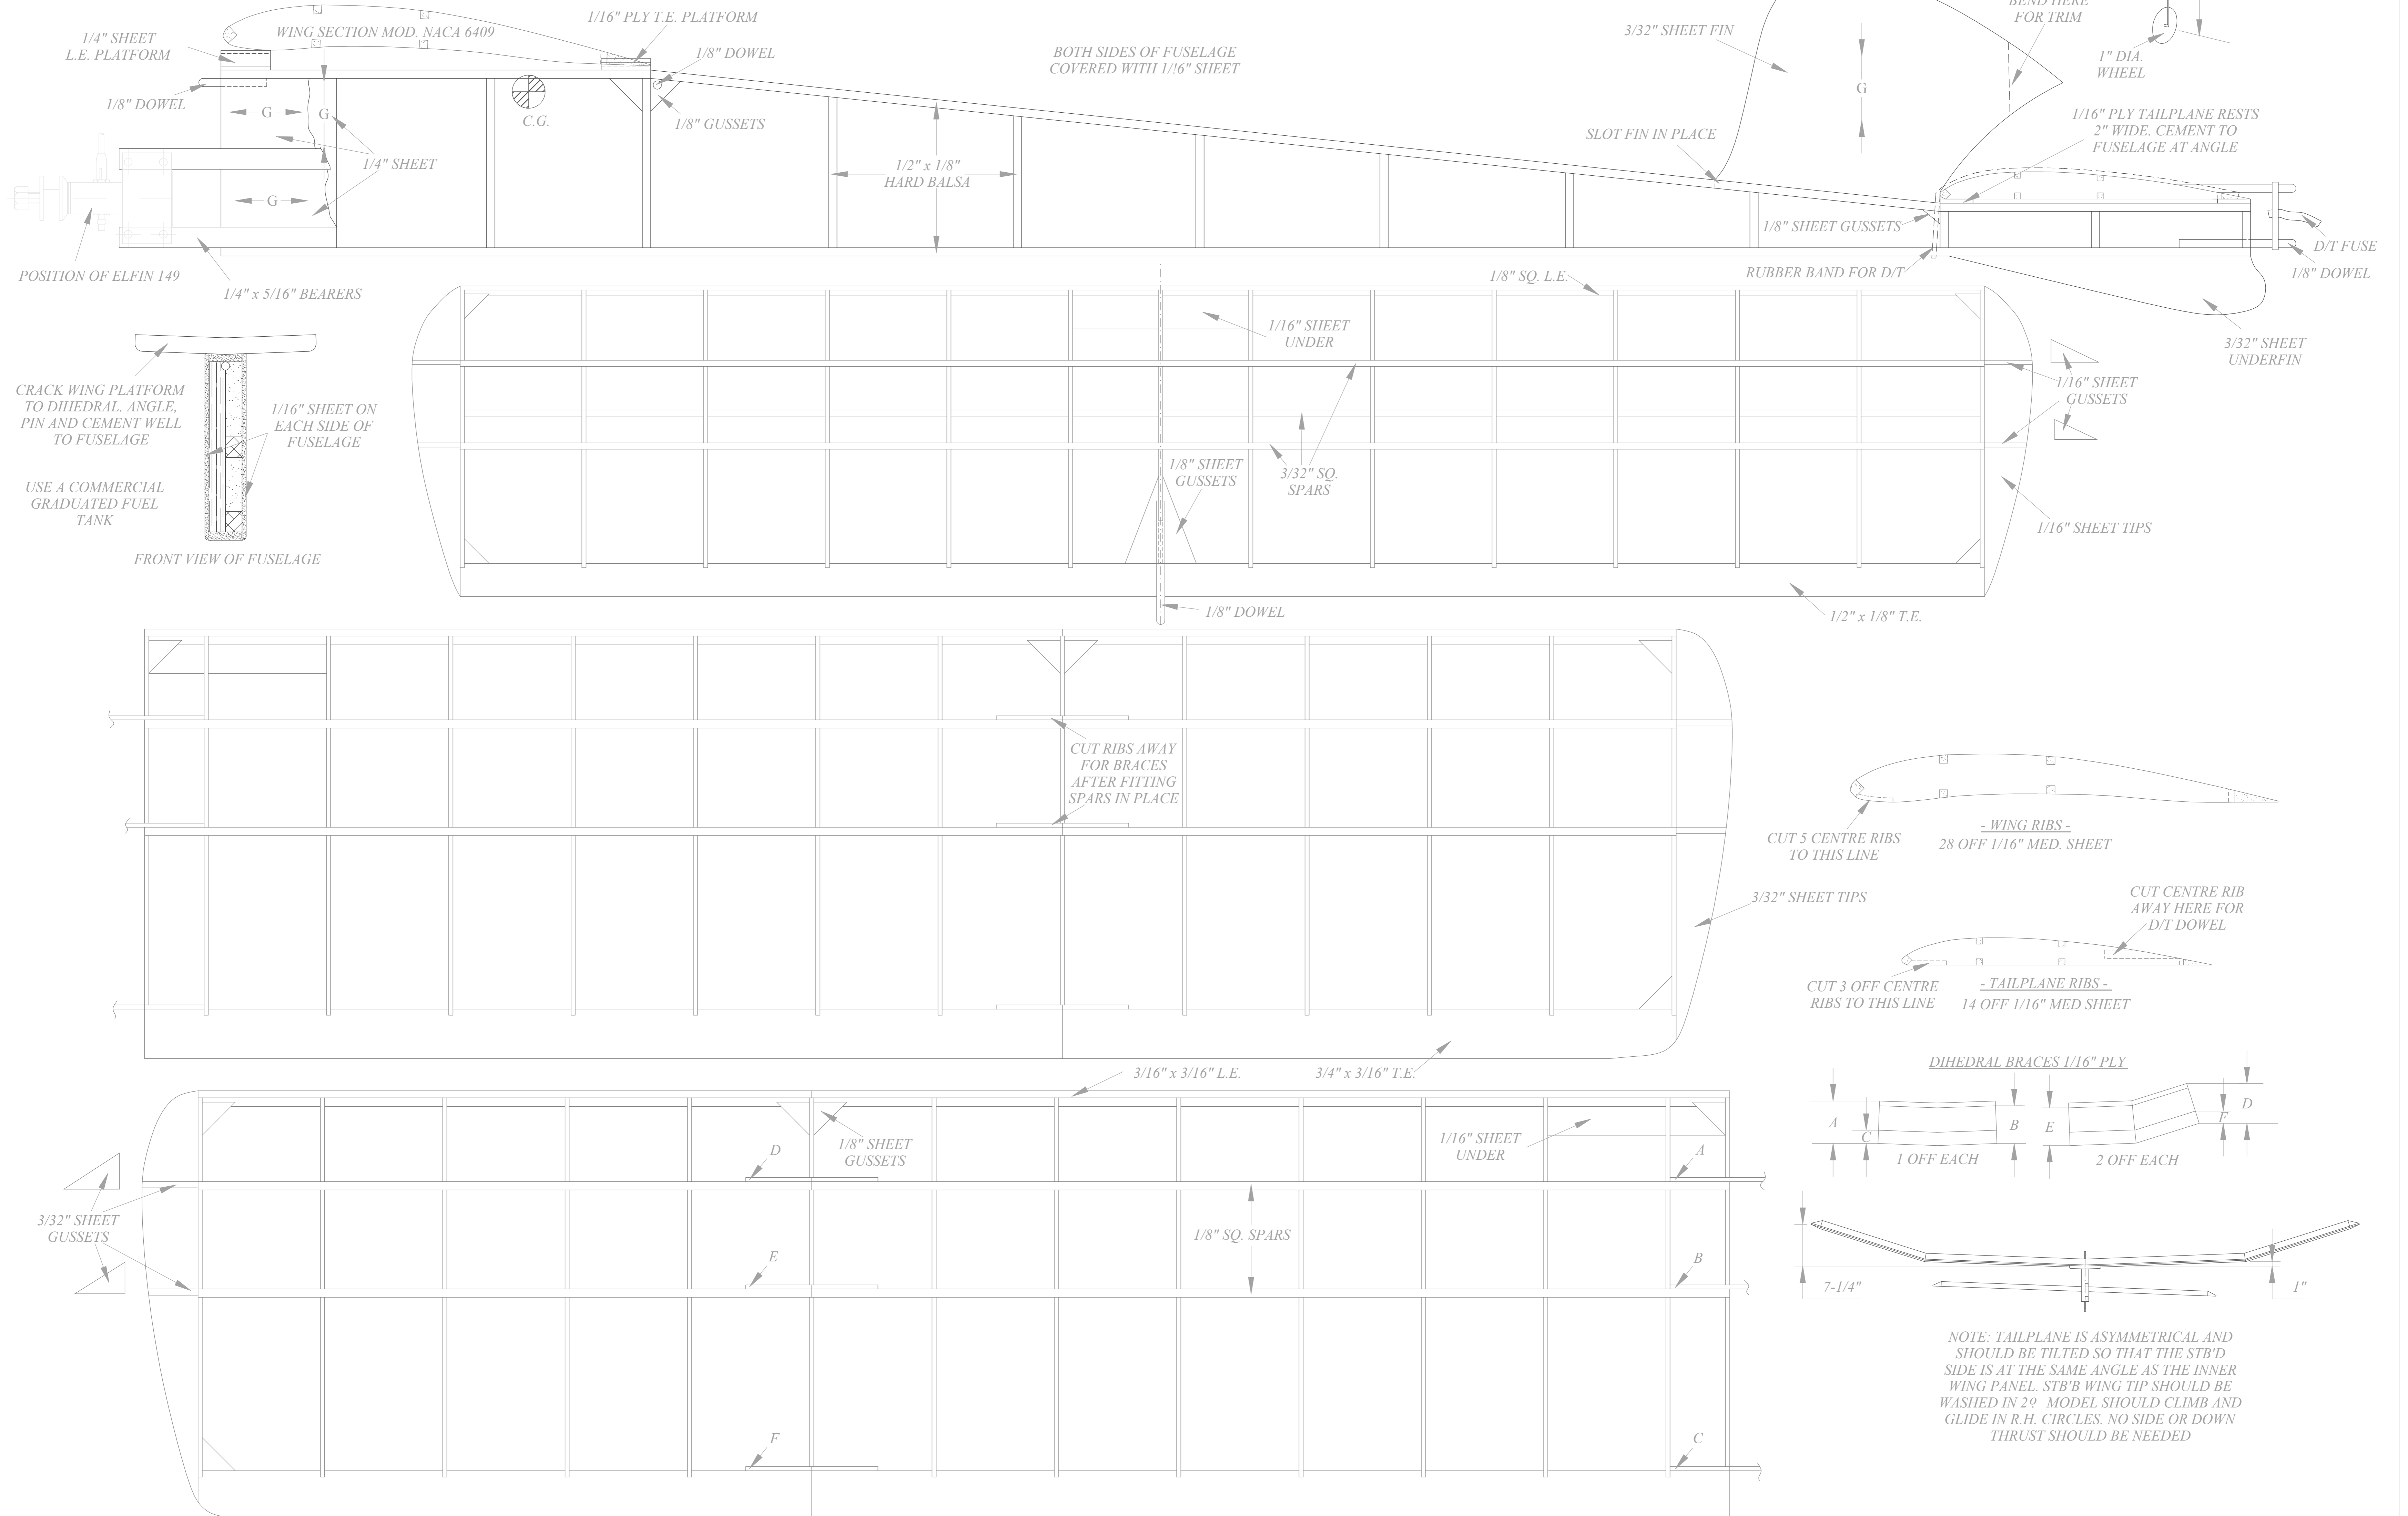 BEND HERE
FOR TRIM
1/16" PLY T.E. PLATFORM
WING SECTION MOD. NACA 6409
1/4" SHEET
L.E. PLATFORM
1/8" DOWEL
BOTH SIDES OF FUSELAGE
COVERED WITH 1/!6" SHEET
3/32" SHEET FIN
1" DIA.
WHEEL
1/8" DOWEL
G
G
G
C.G.
1/8" GUSSETS
1/4" SHEET
G
1/2" x 1/8"
HARD BALSA
SLOT FIN IN PLACE
1/16" PLY TAILPLANE RESTS
2" WIDE. CEMENT TO
FUSELAGE AT ANGLE
G
1/8" SHEET GUSSETS
D/T FUSE
1/8" DOWEL
RUBBER BAND FOR D/T
POSITION OF ELFIN 149
1/4" x 5/16" BEARERS
1/8" SQ. L.E.
1/16" SHEET
UNDER
3/32" SHEET
UNDERFIN
CRACK WING PLATFORM
TO DIHEDRAL. ANGLE,
PIN AND CEMENT WELL
TO FUSELAGE
1/16" SHEET ON
EACH SIDE OF
FUSELAGE
1/16" SHEET
GUSSETS
USE A COMMERCIAL
GRADUATED FUEL
TANK
1/8" SHEET
GUSSETS
3/32" SQ.
SPARS
1/16" SHEET TIPS
FRONT VIEW OF FUSELAGE
1/8" DOWEL
1/2" x 1/8" T.E.
CUT RIBS AWAY
FOR BRACES
AFTER FITTING
SPARS IN PLACE
CUT 5 CENTRE RIBS
TO THIS LINE
- WING RIBS -
28 OFF 1/16" MED. SHEET
3/32" SHEET TIPS
CUT CENTRE RIB
AWAY HERE FOR
D/T DOWEL
CUT 3 OFF CENTRE
RIBS TO THIS LINE
- TAILPLANE RIBS -
14 OFF 1/16" MED SHEET
3/16" x 3/16" L.E.
3/4" x 3/16" T.E.
DIHEDRAL BRACES 1/16" PLY
A
C
B
E
F
D
1 OFF EACH
2 OFF EACH
1/8" SHEET
GUSSETS
1/16" SHEET
UNDER
D
A
3/32" SHEET
GUSSETS
1/8" SQ. SPARS
E
B
7-1/4"
1"
F
C
NOTE: TAILPLANE IS ASYMMETRICAL AND
SHOULD BE TILTED SO THAT THE STB'D
SIDE IS AT THE SAME ANGLE AS THE INNER
WING PANEL. STB'B WING TIP SHOULD BE
WASHED IN 2º MODEL SHOULD CLIMB AND
GLIDE IN R.H. CIRCLES. NO SIDE OR DOWN
THRUST SHOULD BE NEEDED